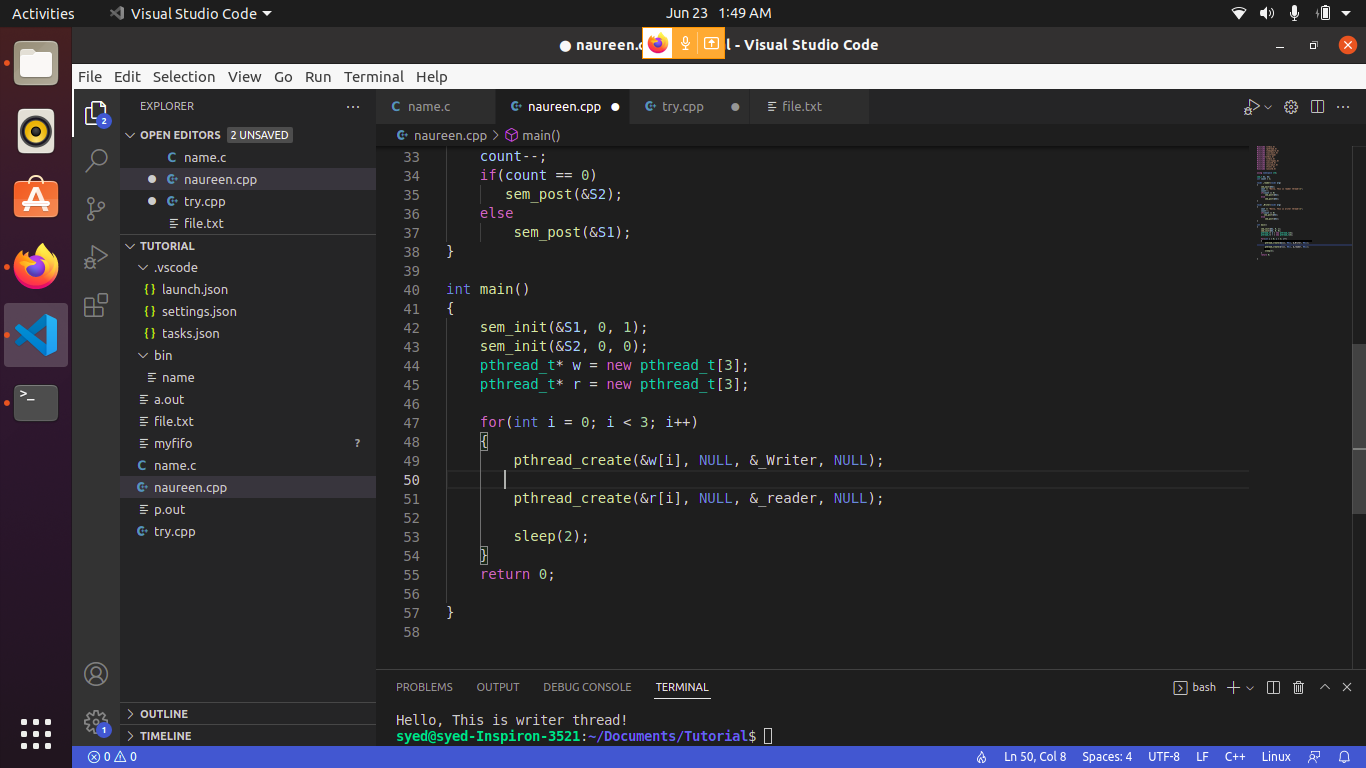 Activities
Visual Studio Code
Jun 23 1:49 AM
naureen.c
l - Visual Studio Code
File Edit Selection View Go Run Terminal Help
EXPLORER
OPEN EDITORS 2 UNSAVED
name.c
naureen.cpp
try.cpp
file.txt
TUTORIAL
.vscode
launch.json
settings.json
tasks.json
bin
name
a.out
file.txt
myfifo ?
name.c
naureen.cpp
p.out
try.cpp
OUTLINE
TIMELINE
2
1
name.c naureen.cpp try.cpp file.txt
naureen.cpp > main()
33 count--;
34 if(count == 0)
35 sem_post(&S2);
36 else
37 sem_post(&S1);
38 }
39
40 int main()
41 {
42 sem_init(&S1, 0, 1);
43 sem_init(&S2, 0, 0);
44 pthread_t* w = new pthread_t[3];
45 pthread_t* r = new pthread_t[3];
46
47 for(int i = 0; i < 3; i++)
48 {
49 pthread_create(&w[i], NULL, &_Writer, NULL);
50
51 pthread_create(&r[i], NULL, &_reader, NULL);
52
53 sleep(2);
54 }
55 return 0;
56
57 }
58
PROBLEMS OUTPUT DEBUG CONSOLE TERMINAL
bash
Hello, This is writer thread!
syed@syed-Inspiron-3521:~/Documents/Tutorial$
0 0
Ln 50, Col 8 Spaces: 4 UTF-8 LF C++ Linux